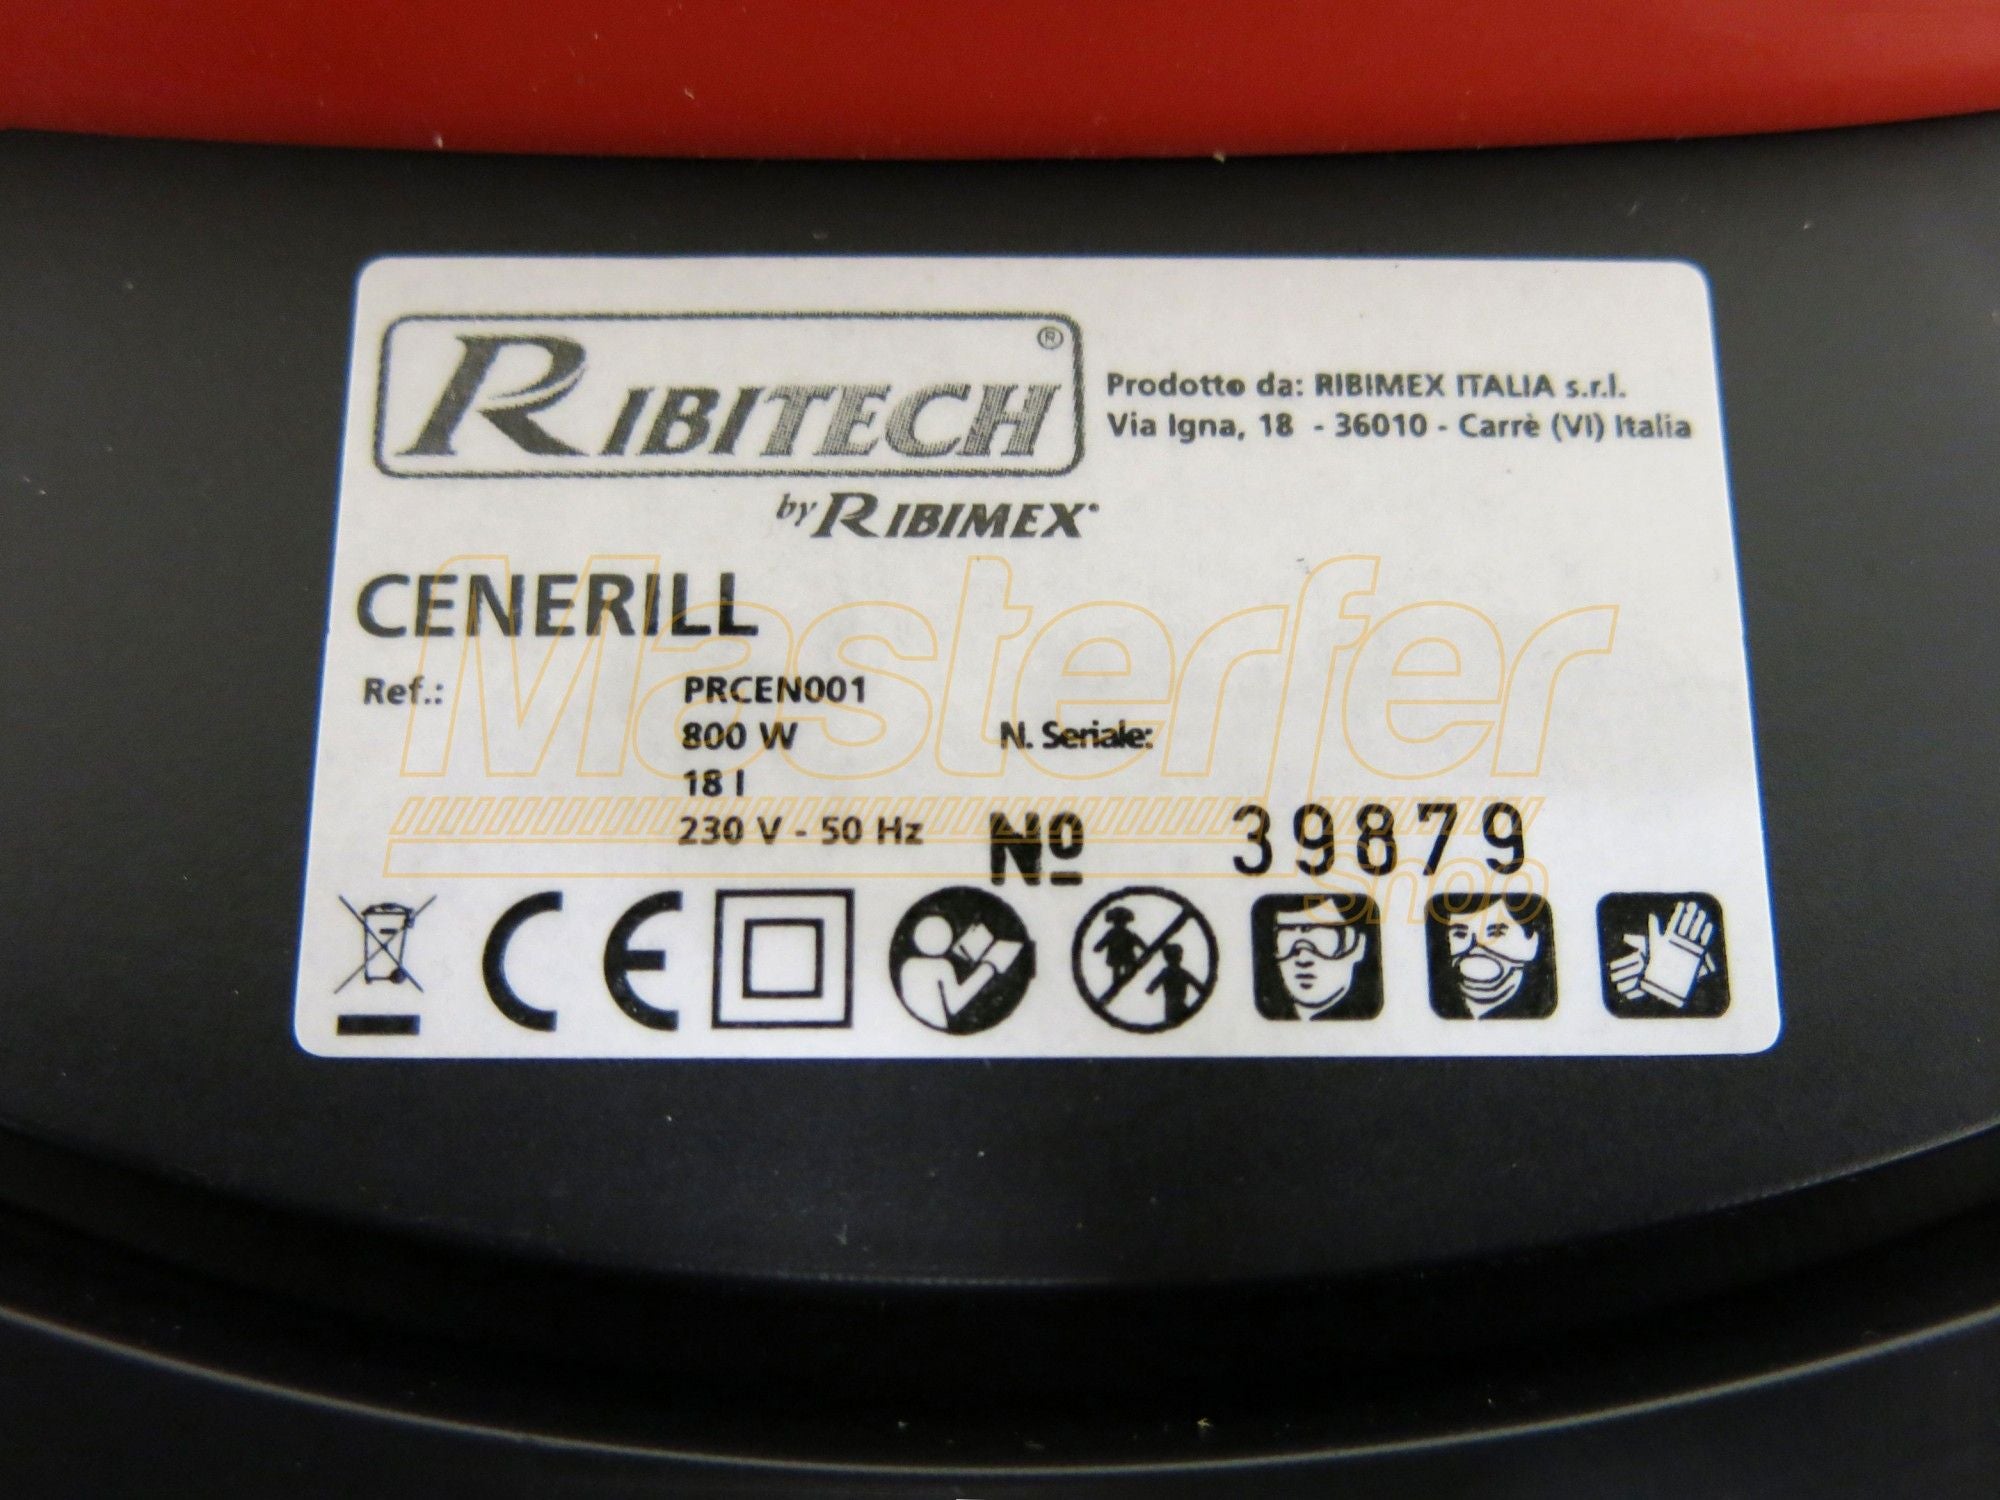 RIBITECH ®
by RIBIMEX®
Prodotto da: RIBIMEX ITALIA s.r.l.
Via Igna, 18 - 36010 - Carrè (VI) Italia
CENERILL
Ref.: PRCEN001
800 W
N. Seriale:
18 l
230 V - 50 Hz
Nº 39879
CE
Masterfer
Shop